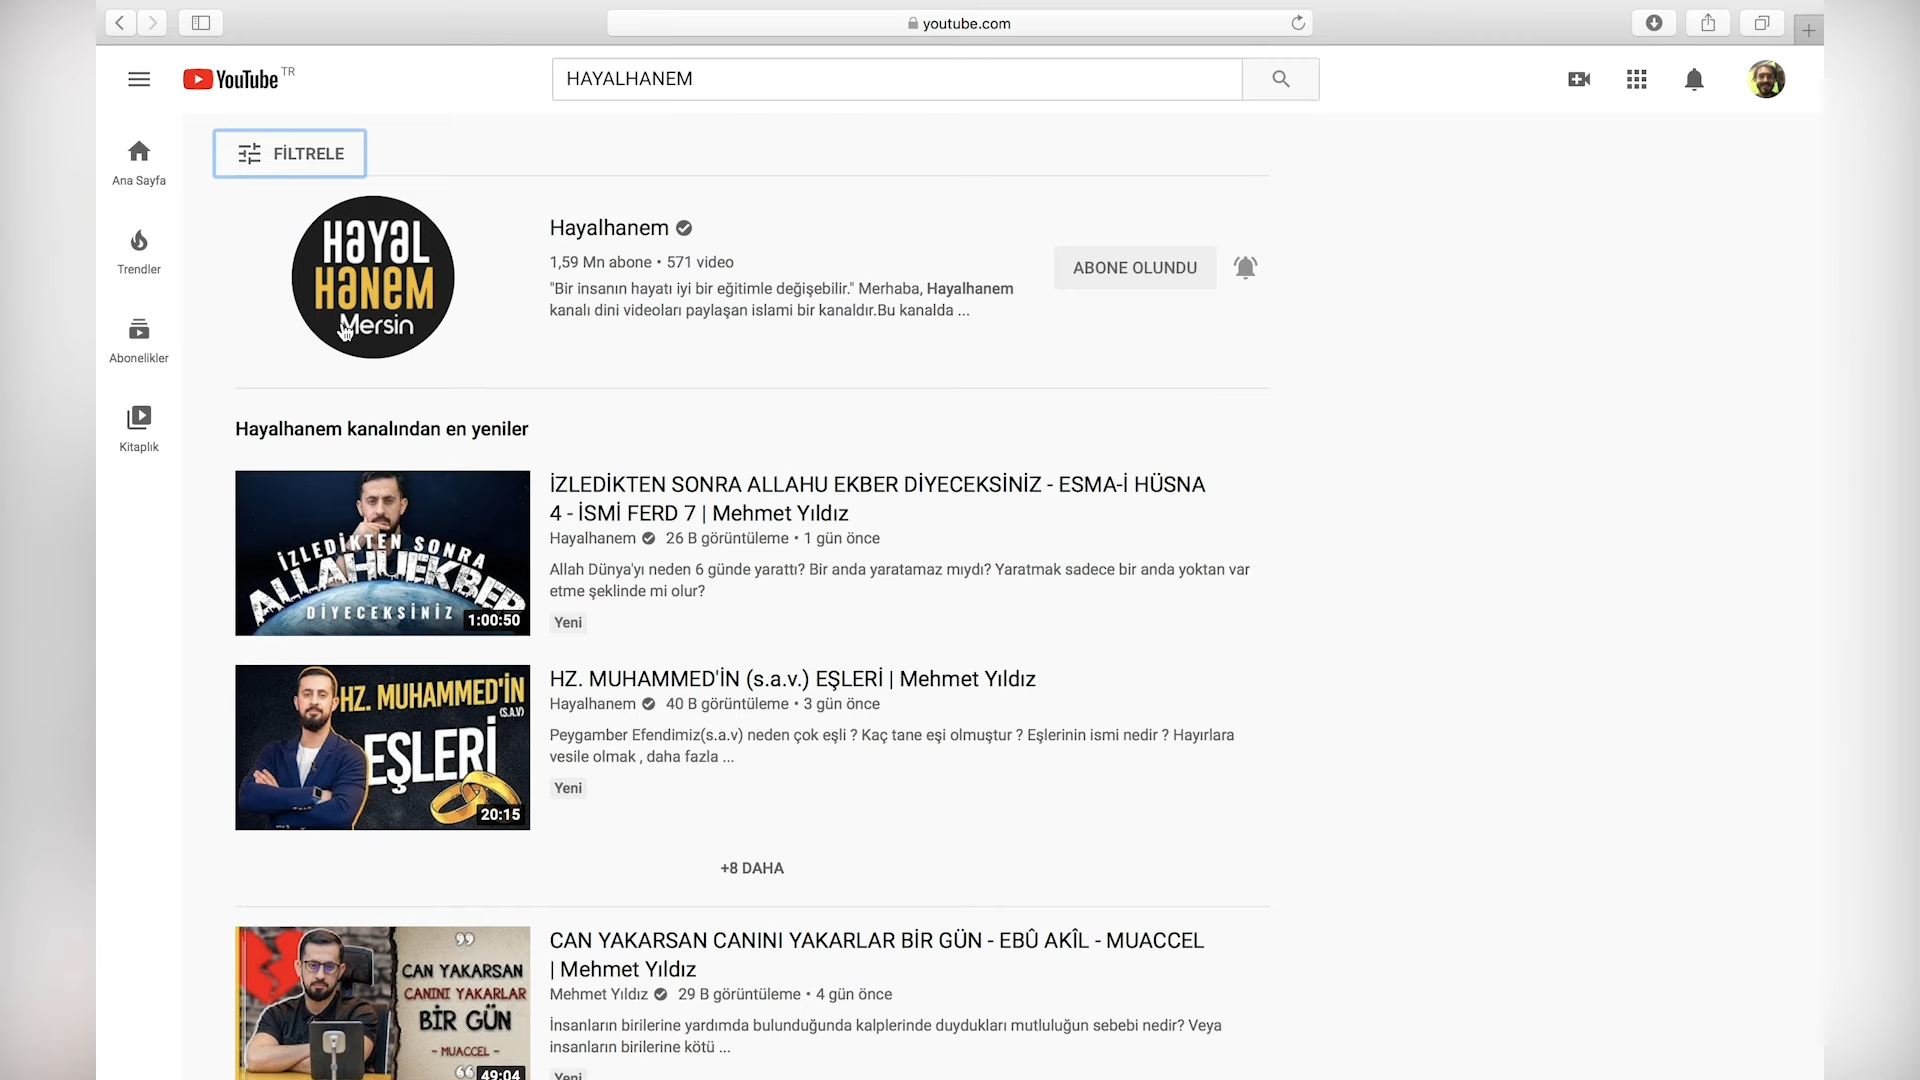 youtube.com
YouTube TR
HAYALHANEM
FİLTRELE
Ana Sayfa
Trendler
Abonelikler
Kitaplık
HaYaL
HaNeM
Mersin
Hayalhanem
1,59 Mn abone • 571 video
"Bir insanın hayatı iyi bir eğitimle değişebilir." Merhaba, Hayalhanem
kanalı dini videoları paylaşan islami bir kanaldır.Bu kanalda ...
ABONE OLUNDU
Hayalhanem kanalından en yeniler
İZLEDİKTEN SONRA
ALLAHUEKBER
DİYECEKSİNİZ
1:00:50
İZLEDİKTEN SONRA ALLAHU EKBER DİYECEKSİNİZ - ESMA-İ HÜSNA
4 - İSMİ FERD 7 | Mehmet Yıldız
Hayalhanem 26 B görüntüleme • 1 gün önce
Allah Dünya'yı neden 6 günde yarattı? Bir anda yaratamaz mıydı? Yaratmak sadece bir anda yoktan var
etme şeklinde mi olur?
Yeni
HZ. MUHAMMED'İN
(S.A.V)
EŞLERİ
20:15
HZ. MUHAMMED'İN (s.a.v.) EŞLERİ | Mehmet Yıldız
Hayalhanem 40 B görüntüleme • 3 gün önce
Peygamber Efendimiz(s.a.v) neden çok eşli ? Kaç tane eşi olmuştur ? Eşlerinin ismi nedir ? Hayırlara
vesile olmak , daha fazla ...
Yeni
+8 DAHA
CAN YAKARSAN
CANINI YAKARLAR
BİR GÜN
- MUACCEL -
49:04
CAN YAKARSAN CANINI YAKARLAR BİR GÜN - EBÛ AKÎL - MUACCEL
| Mehmet Yıldız
Mehmet Yıldız 29 B görüntüleme • 4 gün önce
İnsanların birilerine yardımda bulunduğunda kalplerinde duydukları mutluluğun sebebi nedir? Veya
insanların birilerine kötü ...
Yeni